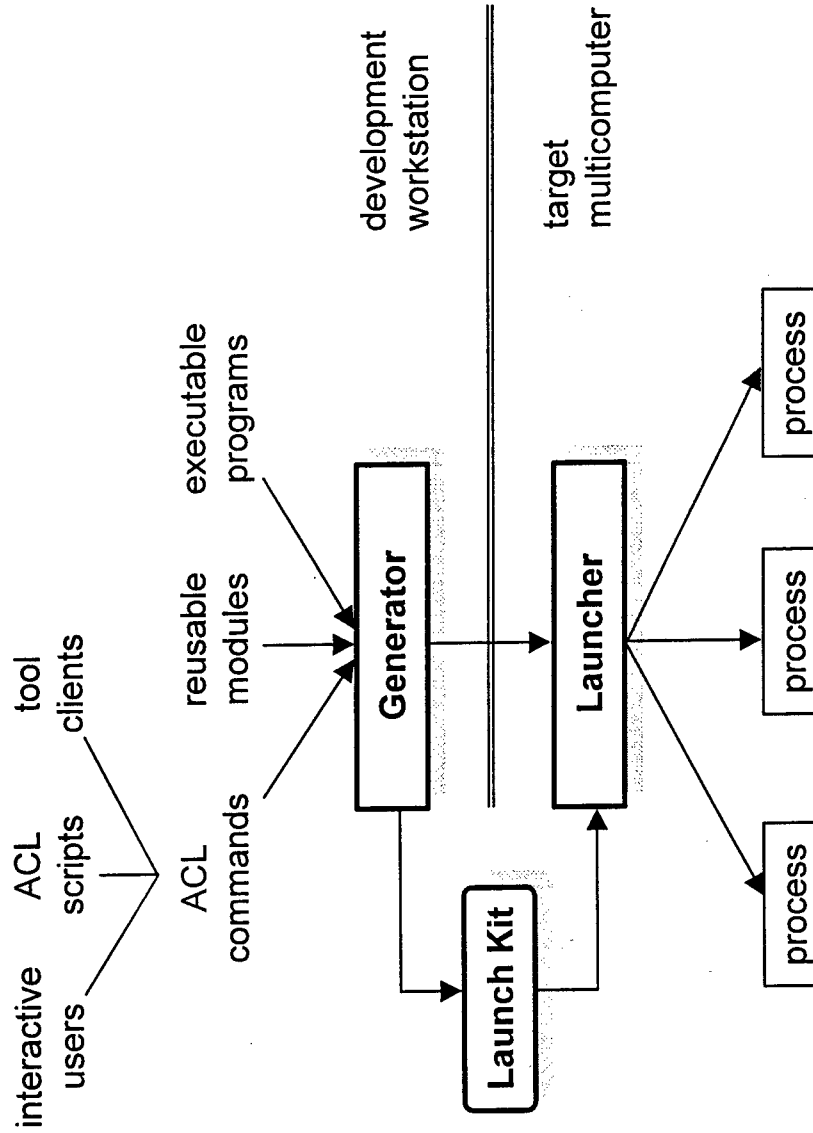 interactive
users
ACL
scripts
tool
clients
ACL
commands
reusable
modules
executable
programs
Generator
development
workstation
Launch Kit
target
multicomputer
Launcher
process
process
process